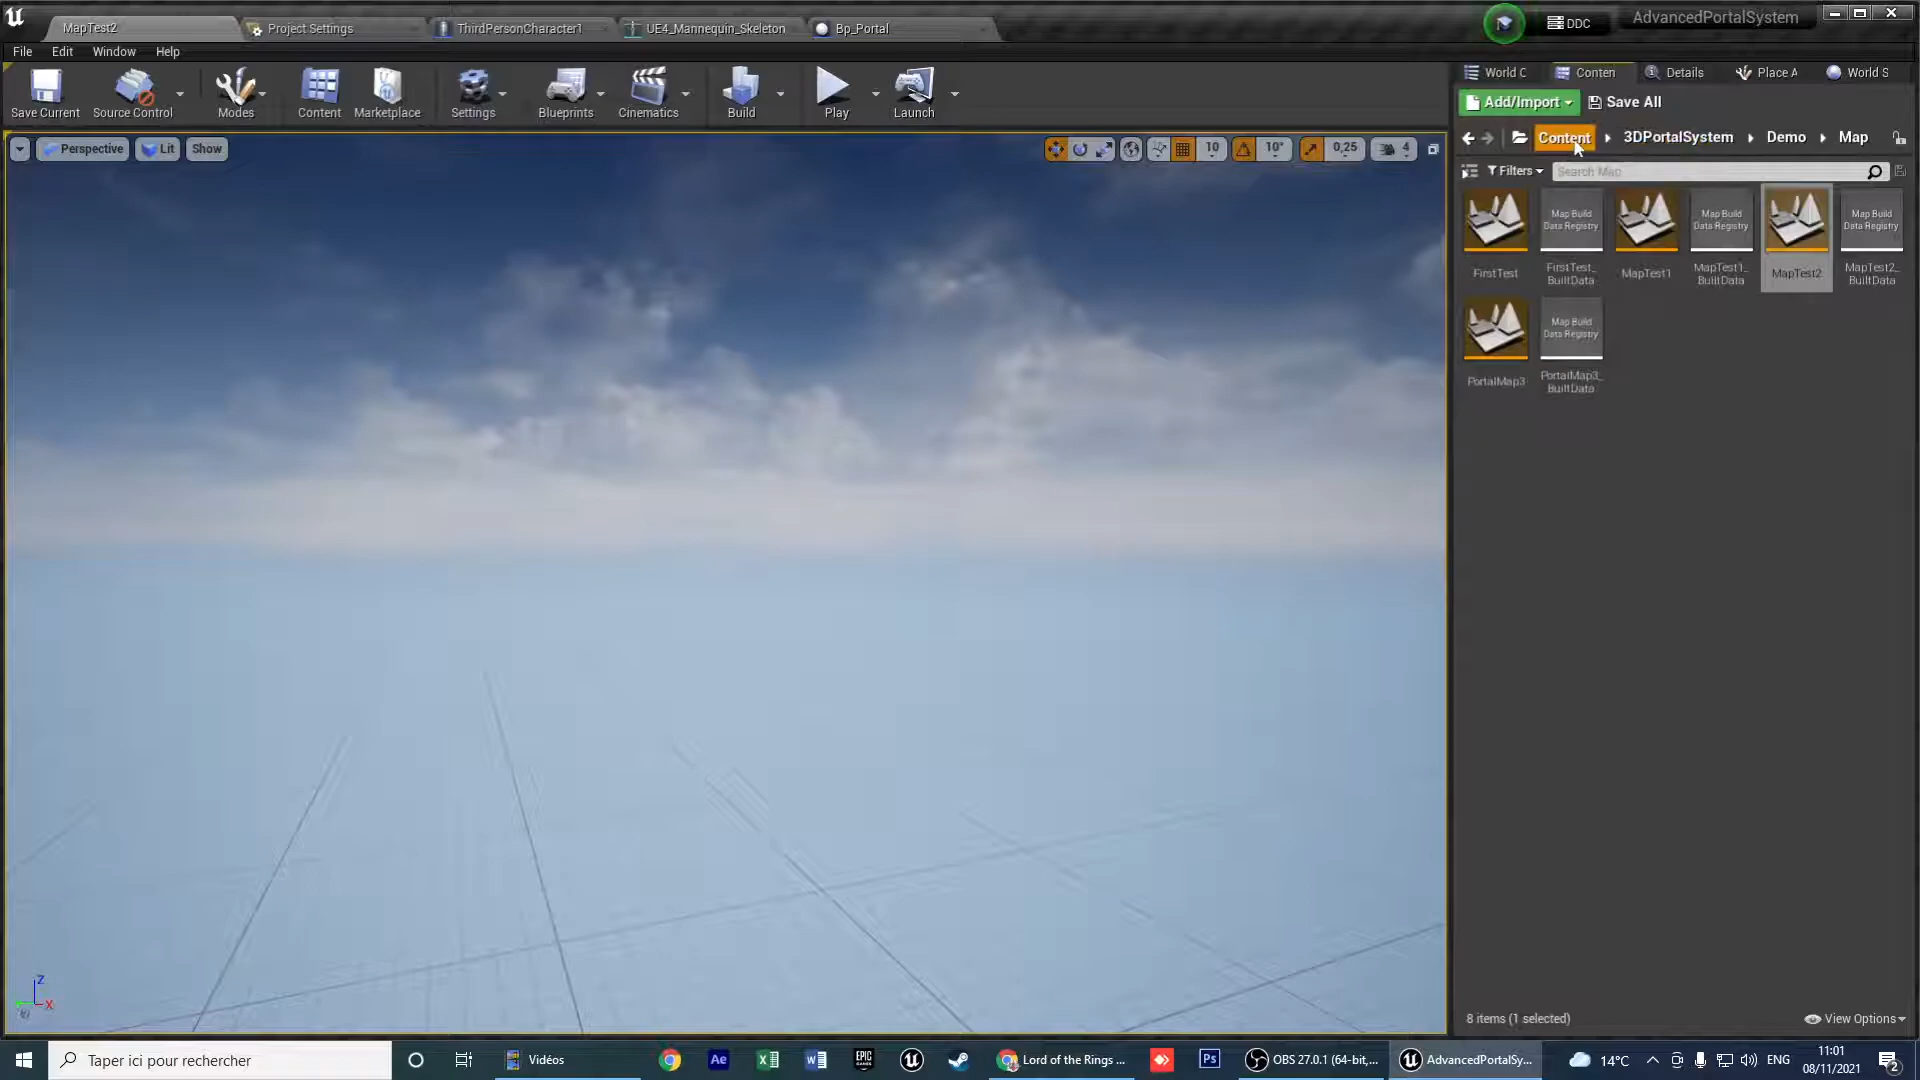 MapTest2
Project Settings
ThirdPersonCharacter1
UE4_Mannequin_Skeleton
Bp_Portal
DDC
AdvancedPortalSystem
File
Edit
Window
Help
Save Current
Source Control
Modes
Content
Marketplace
Settings
Blueprints
Cinematics
Build
Play
Launch
World C
Conten
Details
Place A
World S
Add/Import
Save All
Content
3DPortalSystem
Demo
Map
Perspective
Lit
Show
10
10°
0,25
4
Filters
Search Map
Map Build
Data Registry
Map Build
Data Registry
Map Build
Data Registry
FirstTest
FirstTest_
BuiltData
MapTest1
MapTest1_
BuiltData
MapTest2
MapTest2_
BuiltData
Map Build
Data Registry
PortalMap3
PortalMap3_
BuiltData
Z
X
8 items (1 selected)
View Options
Taper ici pour rechercher
Vidéos
Ae
EPIC
GAMES
Lord of the Rings ...
Ps
OBS 27.0.1 (64-bit,...
AdvancedPortalSy...
14°C
ENG
11:01
08/11/2021
2